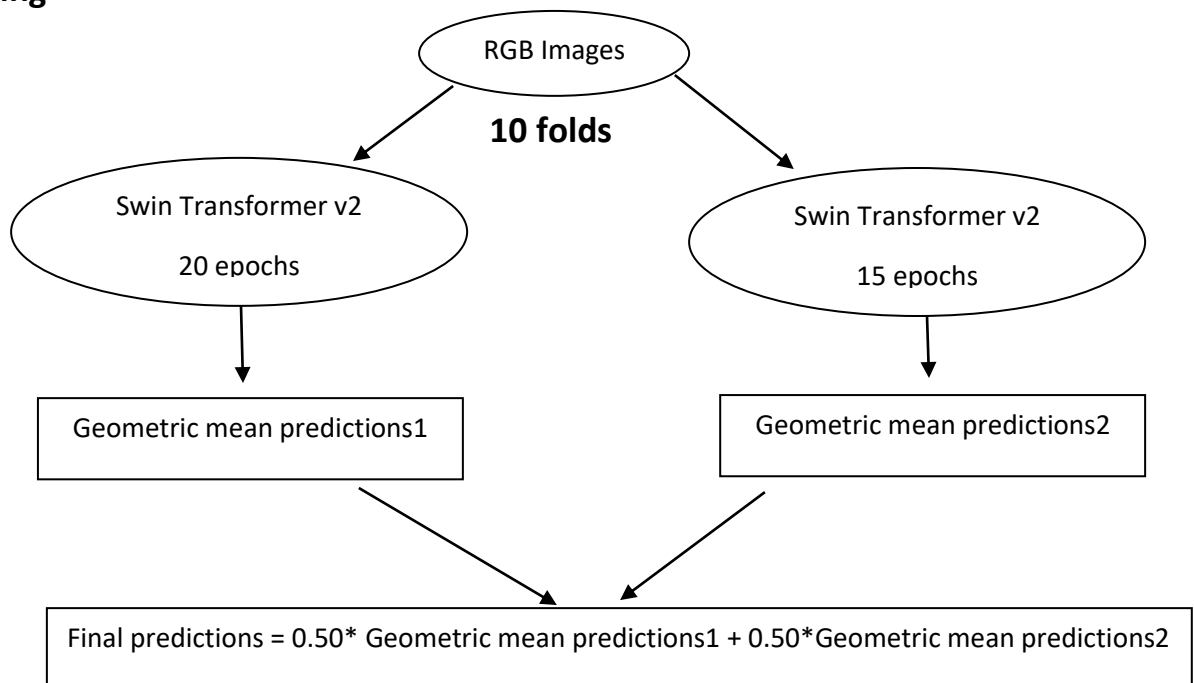 RGB Images
10 folds
Swin Transformer v2
20 epochs
Swin Transformer v2
15 epochs
Geometric mean predictions1
Geometric mean predictions2
Final predictions = 0.50* Geometric mean predictions1 + 0.50*Geometric mean predictions2